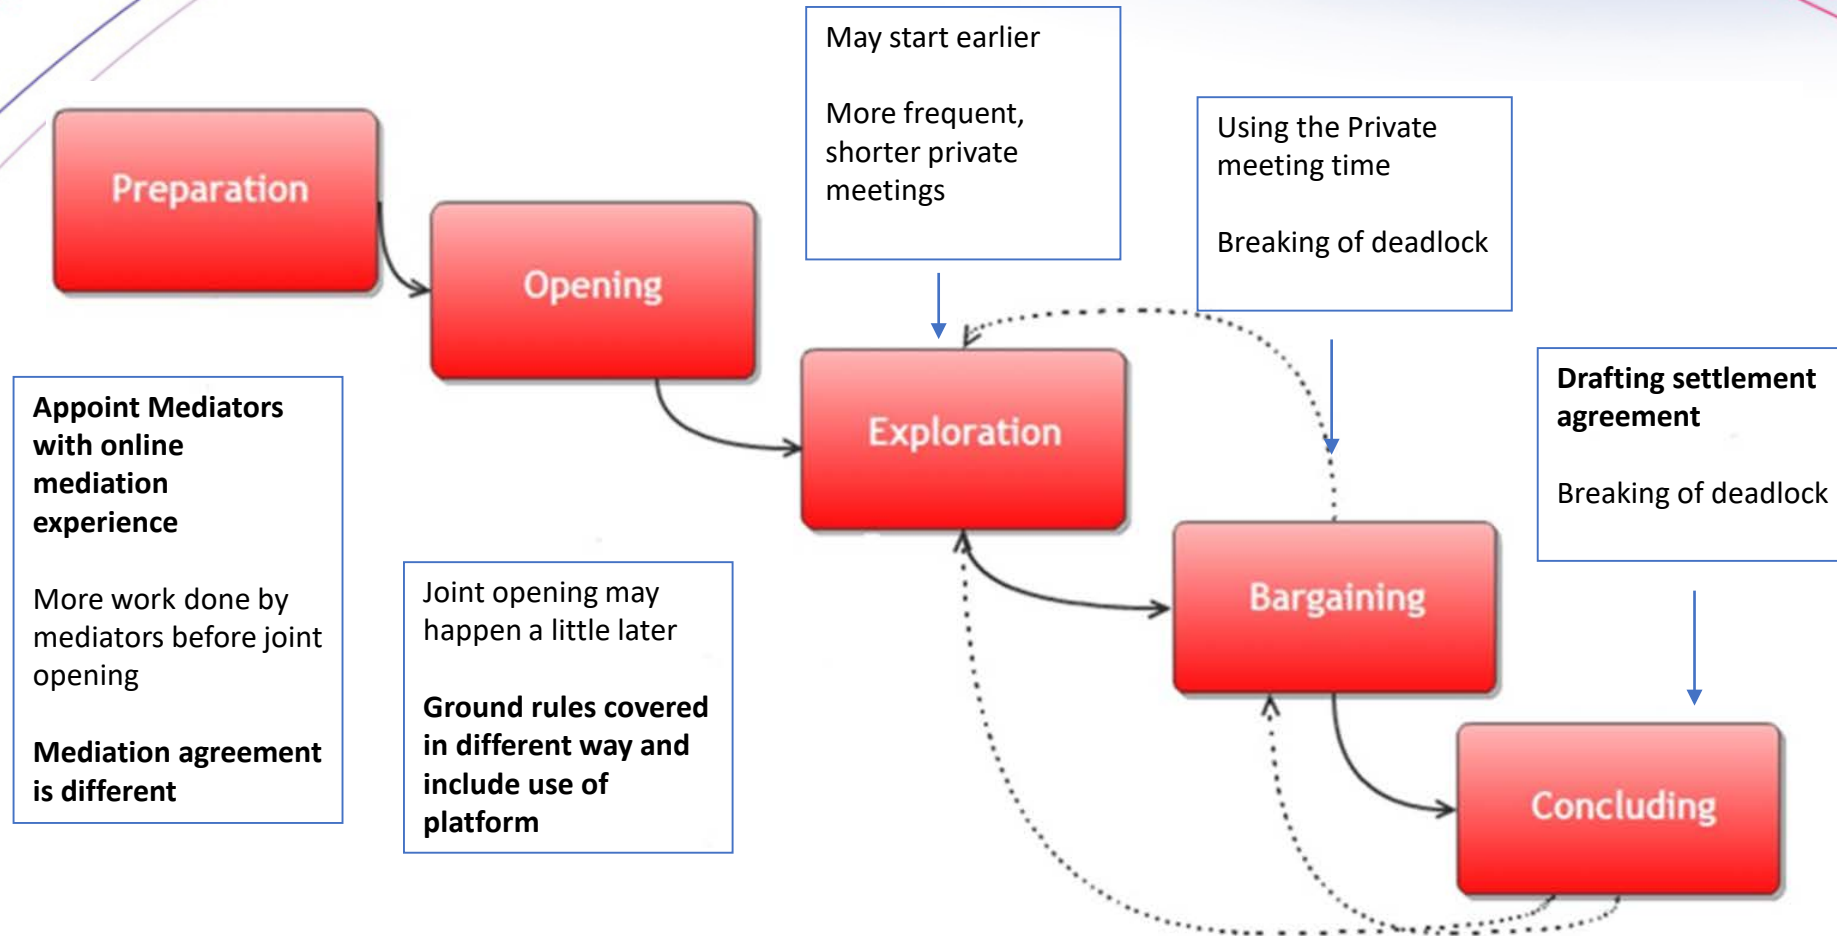 Preparation
Appoint Mediators
with online
mediation
experience
More work done by
mediators before joint
opening
Mediation agreement
is different
Opening
Joint opening may
happen a little later
Ground rules covered
in different way and
include use of
platform
May start earlier
More frequent,
shorter private
meetings
Exploration
Using the Private
meeting time
Breaking of deadlock
Bargaining
Drafting settlement
agreement
Breaking of deadlock
Concluding